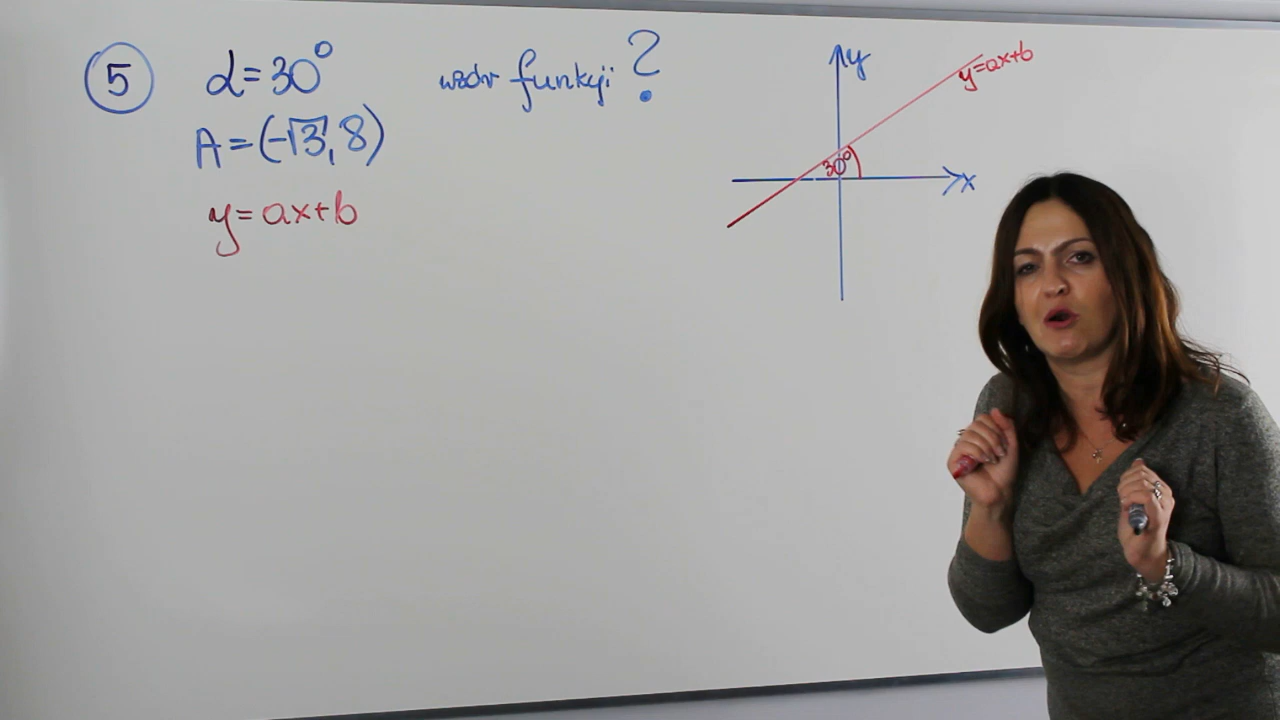 5 α = 30° wzór funkcji ?
A = (-√3, 8)
y = ax+b
y
y=ax+b
30°
x